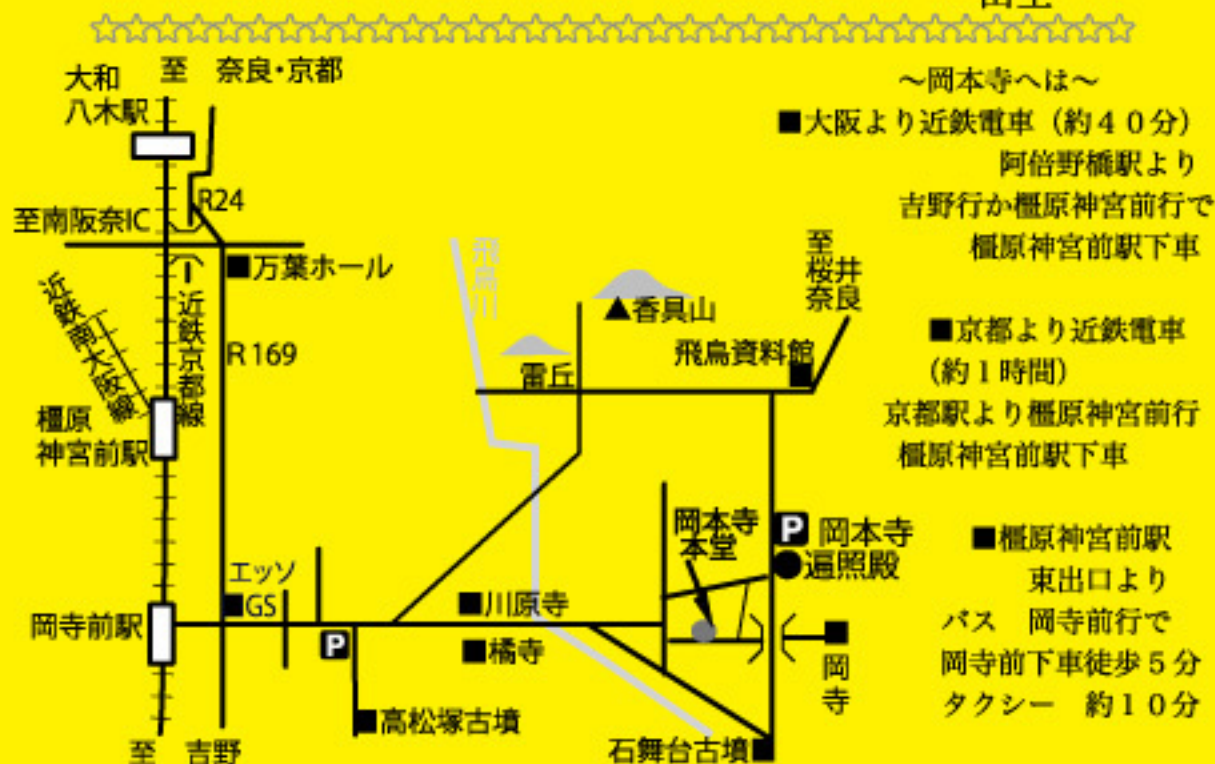 大和
八木駅
至 奈良・京都
R24
至南阪奈IC
万葉ホール
近鉄南大阪線
近鉄京都線
R169
橿原
神宮前駅
飛鳥川
▲香具山
雷丘
飛鳥資料館
至
桜井
奈良
岡本寺
本堂
P 岡本寺
●遍照殿
エッソ
■GS
岡寺前駅
P
■川原寺
■橘寺
岡寺
■高松塚古墳
石舞台古墳■
至 吉野
～岡本寺へは～
■大阪より近鉄電車（約４０分）
阿倍野橋駅より
吉野行か橿原神宮前行で
橿原神宮前駅下車
■京都より近鉄電車
（約１時間）
京都駅より橿原神宮前行
橿原神宮前駅下車
■橿原神宮前駅
東出口より
バス 岡寺前行で
岡寺前下車徒歩５分
タクシー 約１０分